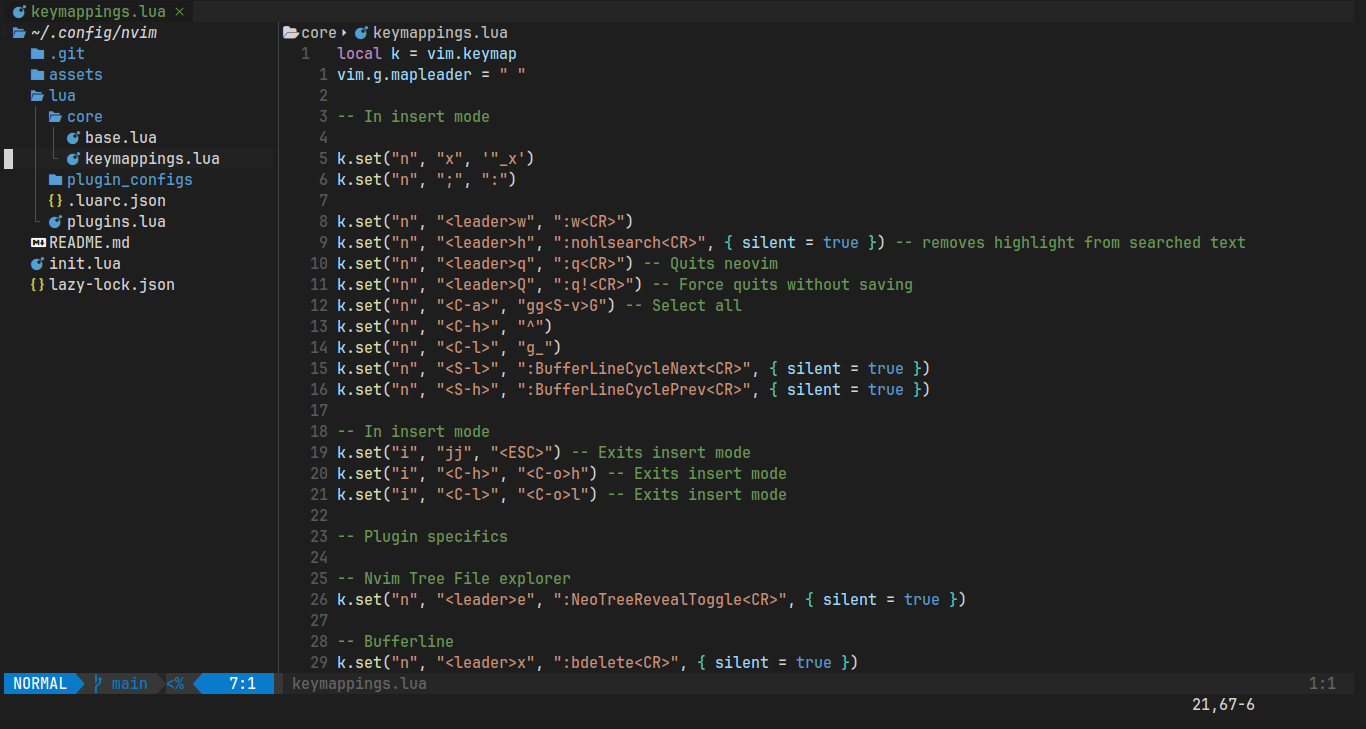 keymappings.lua ×
~/.config/nvim
.git
assets
lua
core
base.lua
keymappings.lua
plugin_configs
{} .luarc.json
plugins.lua
README.md
init.lua
{} lazy-lock.json
core ▸ keymappings.lua
1 local k = vim.keymap
1 vim.g.mapleader = " "
2
3 -- In insert mode
4
5 k.set("n", "x", '"_x')
6 k.set("n", ";", ":")
7
8 k.set("n", "<leader>w", ":w<CR>")
9 k.set("n", "<leader>h", ":nohlsearch<CR>", { silent = true }) -- removes highlight from searched text
10 k.set("n", "<leader>q", ":q<CR>") -- Quits neovim
11 k.set("n", "<leader>Q", ":q!<CR>") -- Force quits without saving
12 k.set("n", "<C-a>", "gg<S-v>G") -- Select all
13 k.set("n", "<C-h>", "^")
14 k.set("n", "<C-l>", "g_")
15 k.set("n", "<S-l>", ":BufferLineCycleNext<CR>", { silent = true })
16 k.set("n", "<S-h>", ":BufferLineCyclePrev<CR>", { silent = true })
17
18 -- In insert mode
19 k.set("i", "jj", "<ESC>") -- Exits insert mode
20 k.set("i", "<C-h>", "<C-o>h") -- Exits insert mode
21 k.set("i", "<C-l>", "<C-o>l") -- Exits insert mode
22
23 -- Plugin specifics
24
25 -- Nvim Tree File explorer
26 k.set("n", "<leader>e", ":NeoTreeRevealToggle<CR>", { silent = true })
27
28 -- Bufferline
29 k.set("n", "<leader>x", ":bdelete<CR>", { silent = true })
NORMAL main <% 7:1 keymappings.lua 1:1
21,67-6